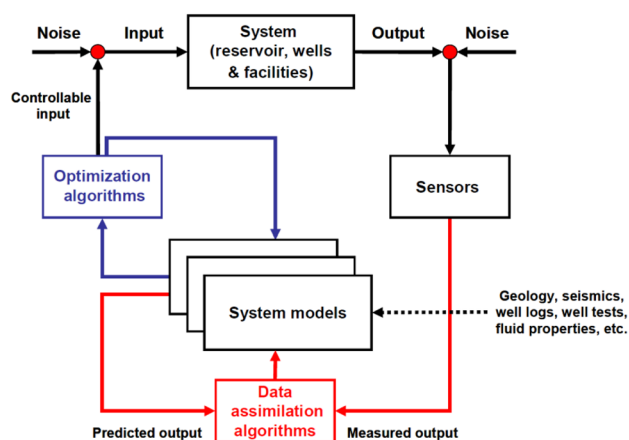 Noise
Input
System
(reservoir, wells
& facilities)
Output
Noise
Controllable
input
Optimization
algorithms
Sensors
System models
Geology, seismics,
well logs, well tests,
fluid properties, etc.
Data
assimilation
algorithms
Predicted output
Measured output